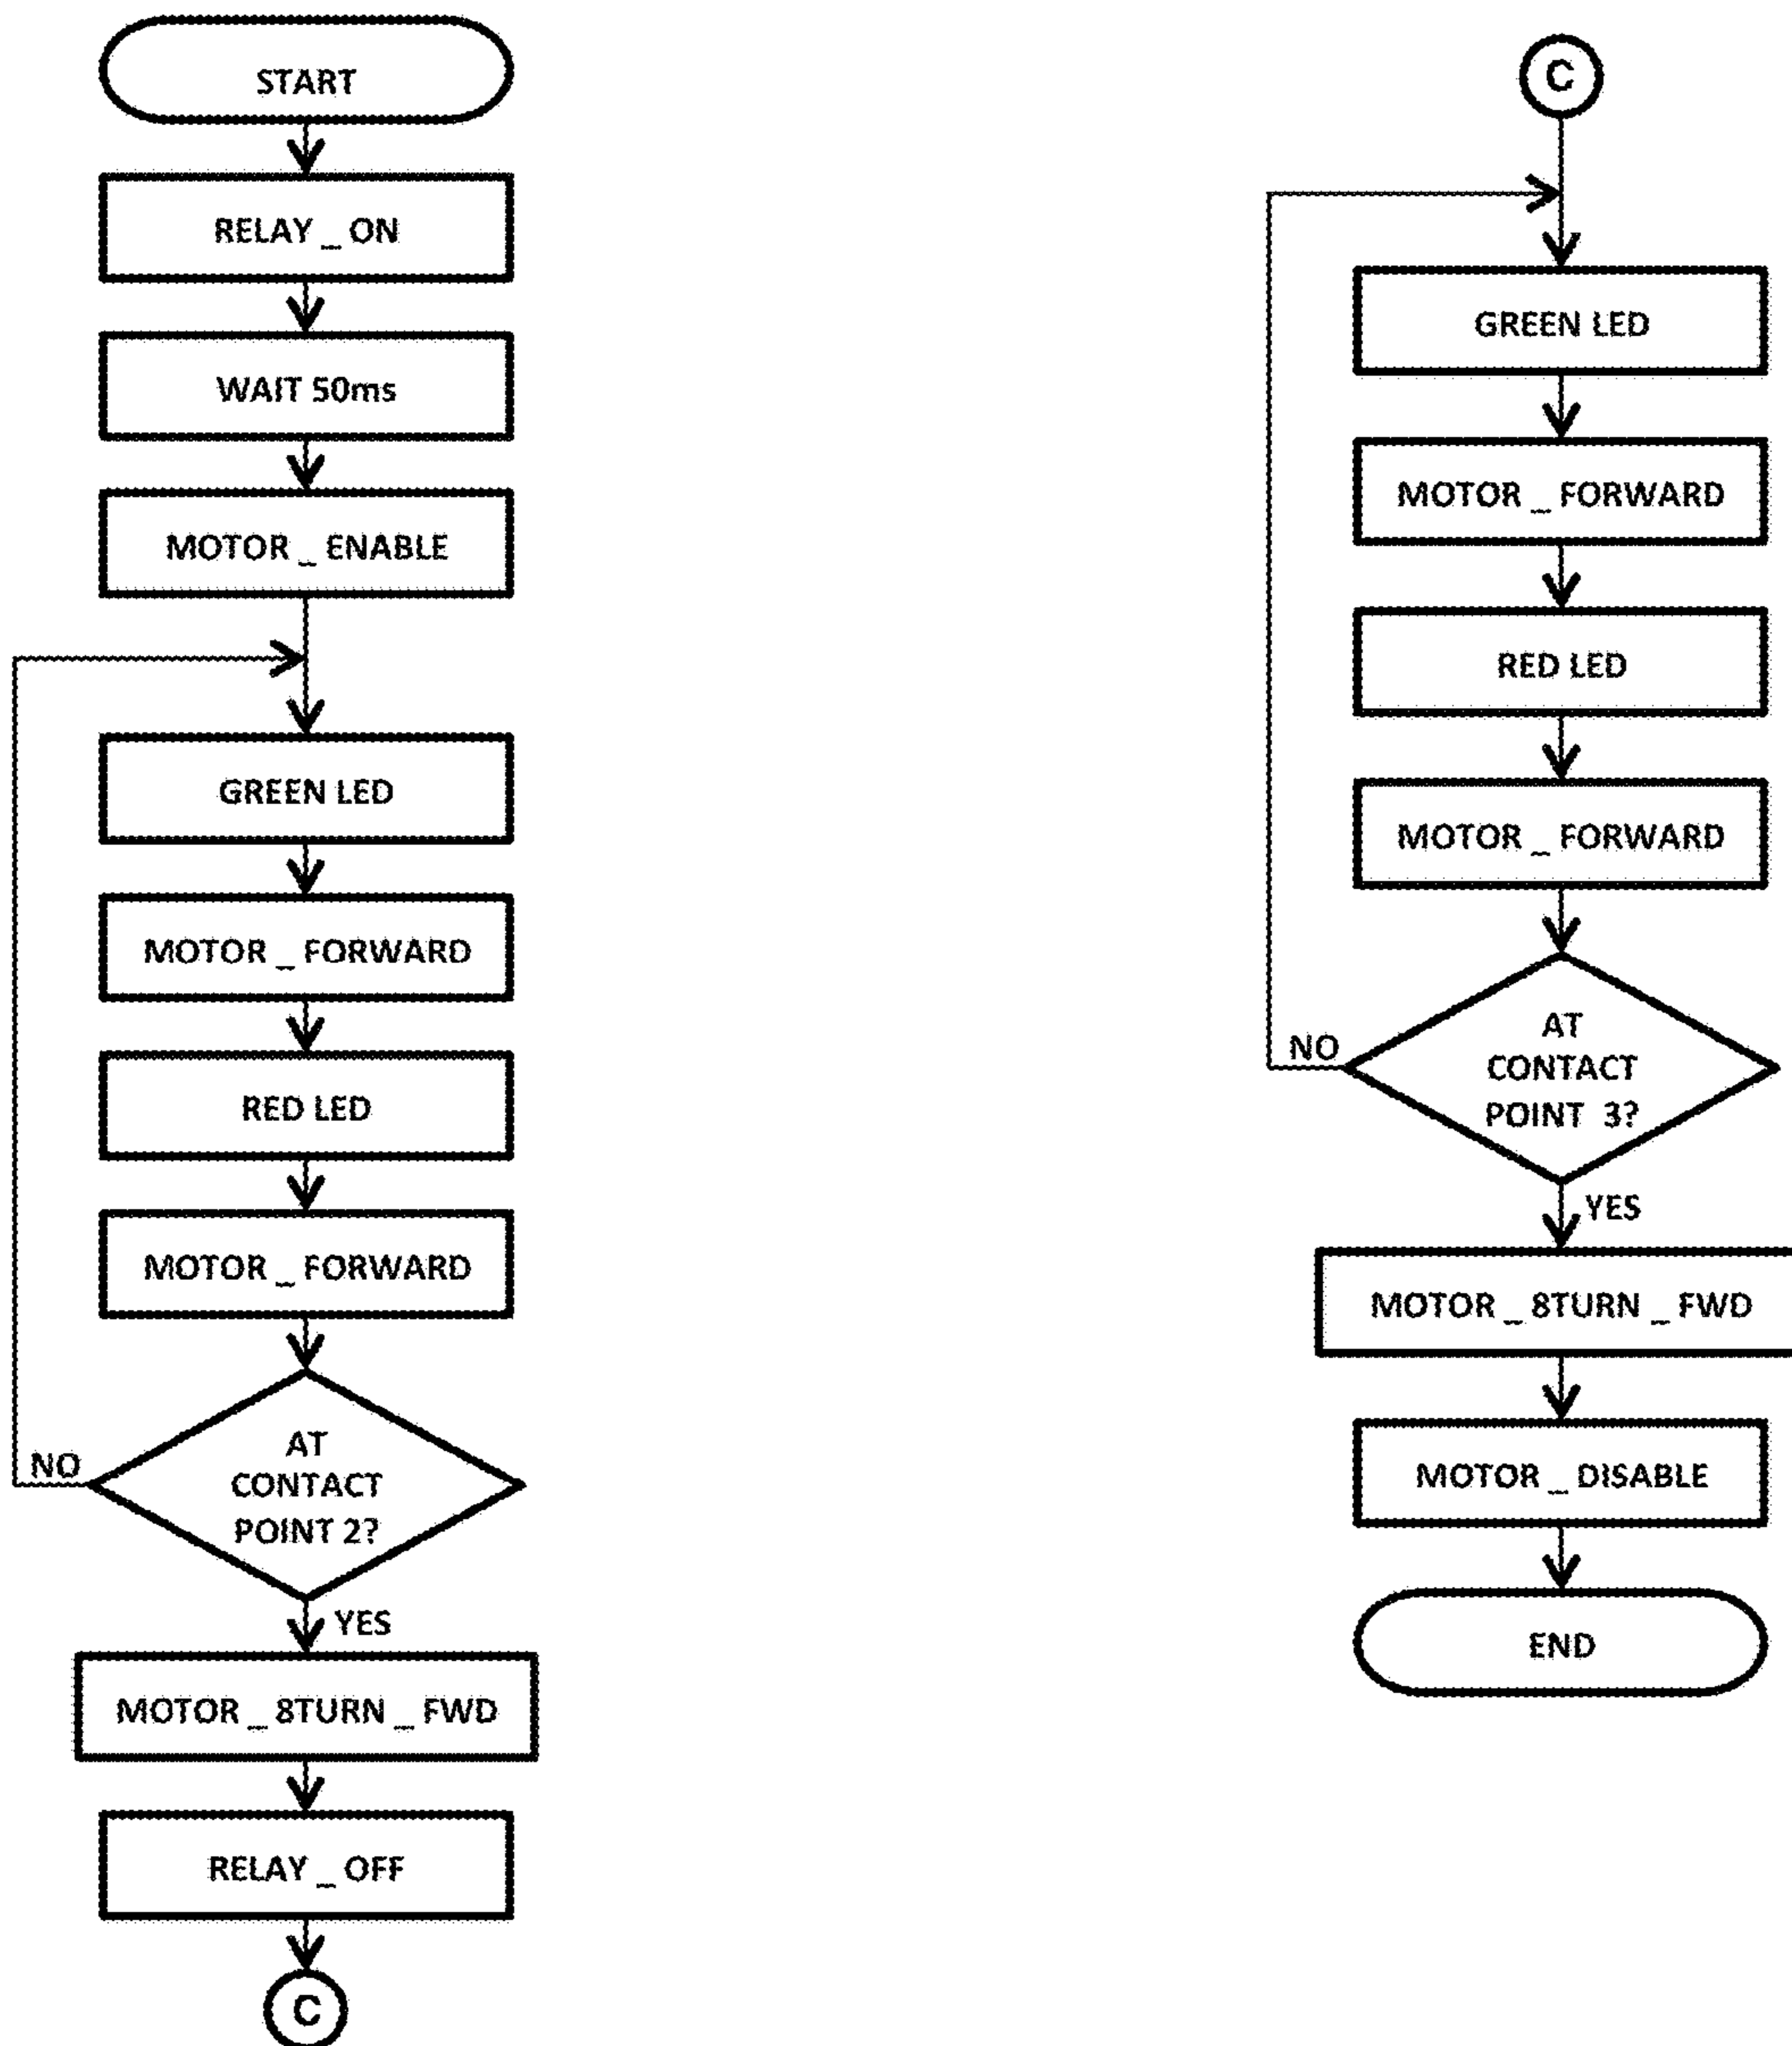 START
RELAY _ ON
WAIT 50ms
MOTOR _ ENABLE
GREEN LED
MOTOR _ FORWARD
RED LED
MOTOR _ FORWARD
AT
CONTACT
POINT 2?
NO
YES
MOTOR _ 8TURN _ FWD
RELAY _ OFF
C
C
GREEN LED
MOTOR _ FORWARD
RED LED
MOTOR _ FORWARD
AT
CONTACT
POINT 3?
NO
YES
MOTOR _ 8TURN _ FWD
MOTOR _ DISABLE
END